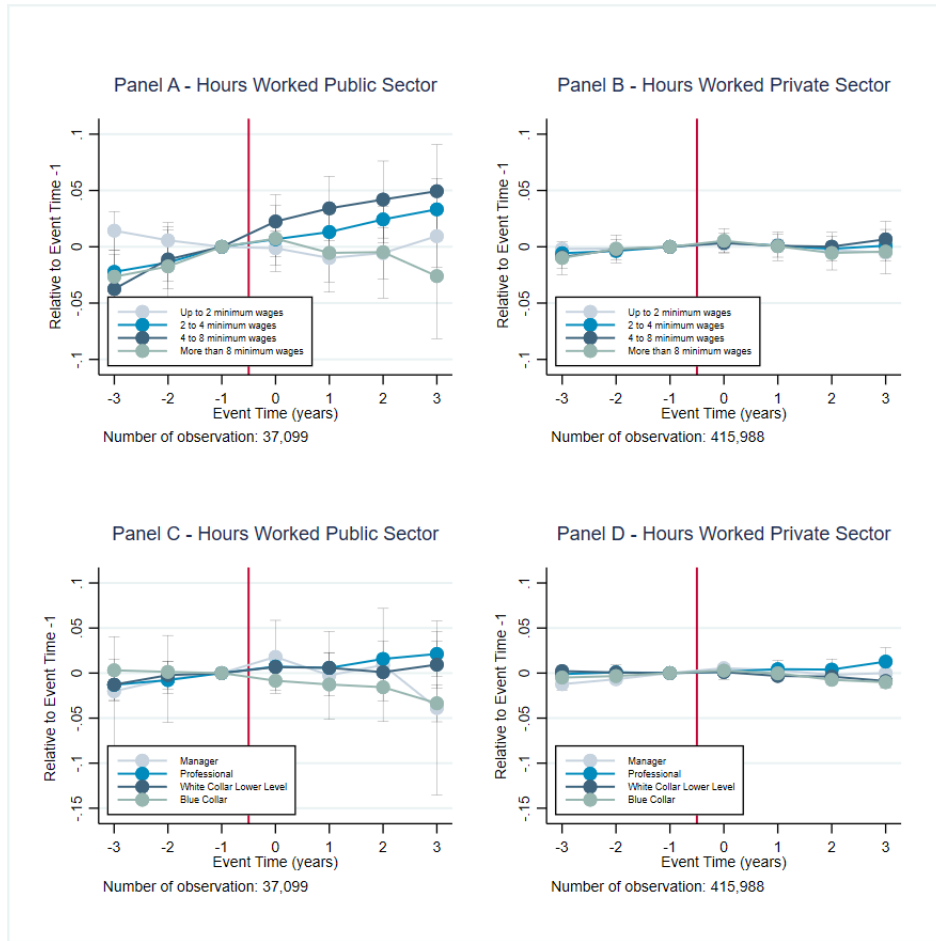 Panel A - Hours Worked Public Sector
Relative to Event Time -1
.1
.05
0
-.05
-.1
Up to 2 minimum wages
2 to 4 minimum wages
4 to 8 minimum wages
More than 8 minimum wages
-3 -2 -1 0 1 2 3
Event Time (years)
Number of observation: 37,099
Panel B - Hours Worked Private Sector
Relative to Event Time -1
.1
.05
0
-.05
-.1
Up to 2 minimum wages
2 to 4 minimum wages
4 to 8 minimum wages
More than 8 minimum wages
-3 -2 -1 0 1 2 3
Event Time (years)
Number of observation: 415,988
Panel C - Hours Worked Public Sector
Relative to Event Time -1
.1
.05
0
-.05
-.1
-.15
Manager
Professional
White Collar Lower Level
Blue Collar
-3 -2 -1 0 1 2 3
Event Time (years)
Number of observation: 37,099
Panel D - Hours Worked Private Sector
Relative to Event Time -1
.1
.05
0
-.05
-.1
-.15
Manager
Professional
White Collar Lower Level
Blue Collar
-3 -2 -1 0 1 2 3
Event Time (years)
Number of observation: 415,988